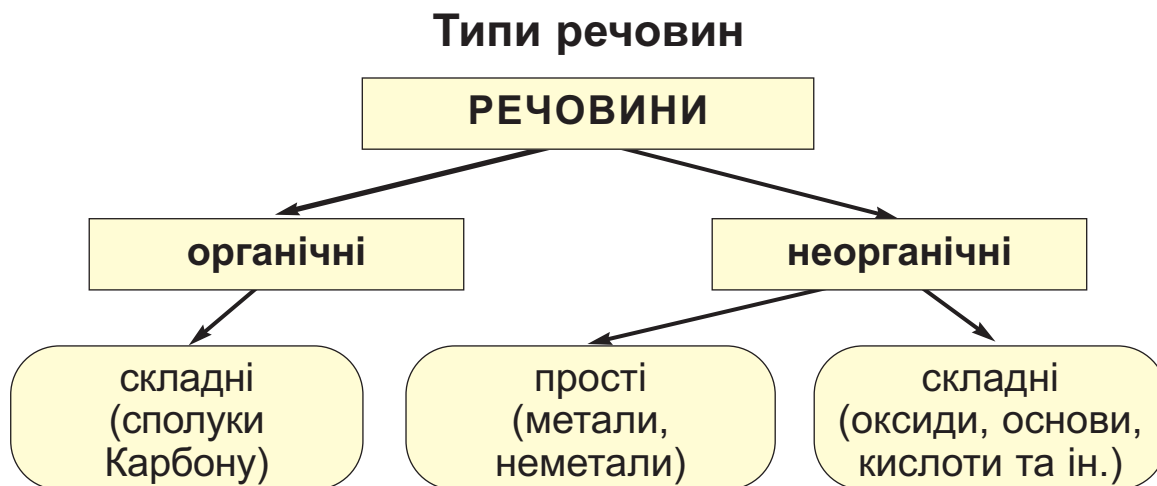 Типи речовин
РЕЧОВИНИ
органічні
неорганічні
складні
(сполуки
Карбону)
прості
(метали,
неметали)
складні
(оксиди, основи,
кислоти та ін.)